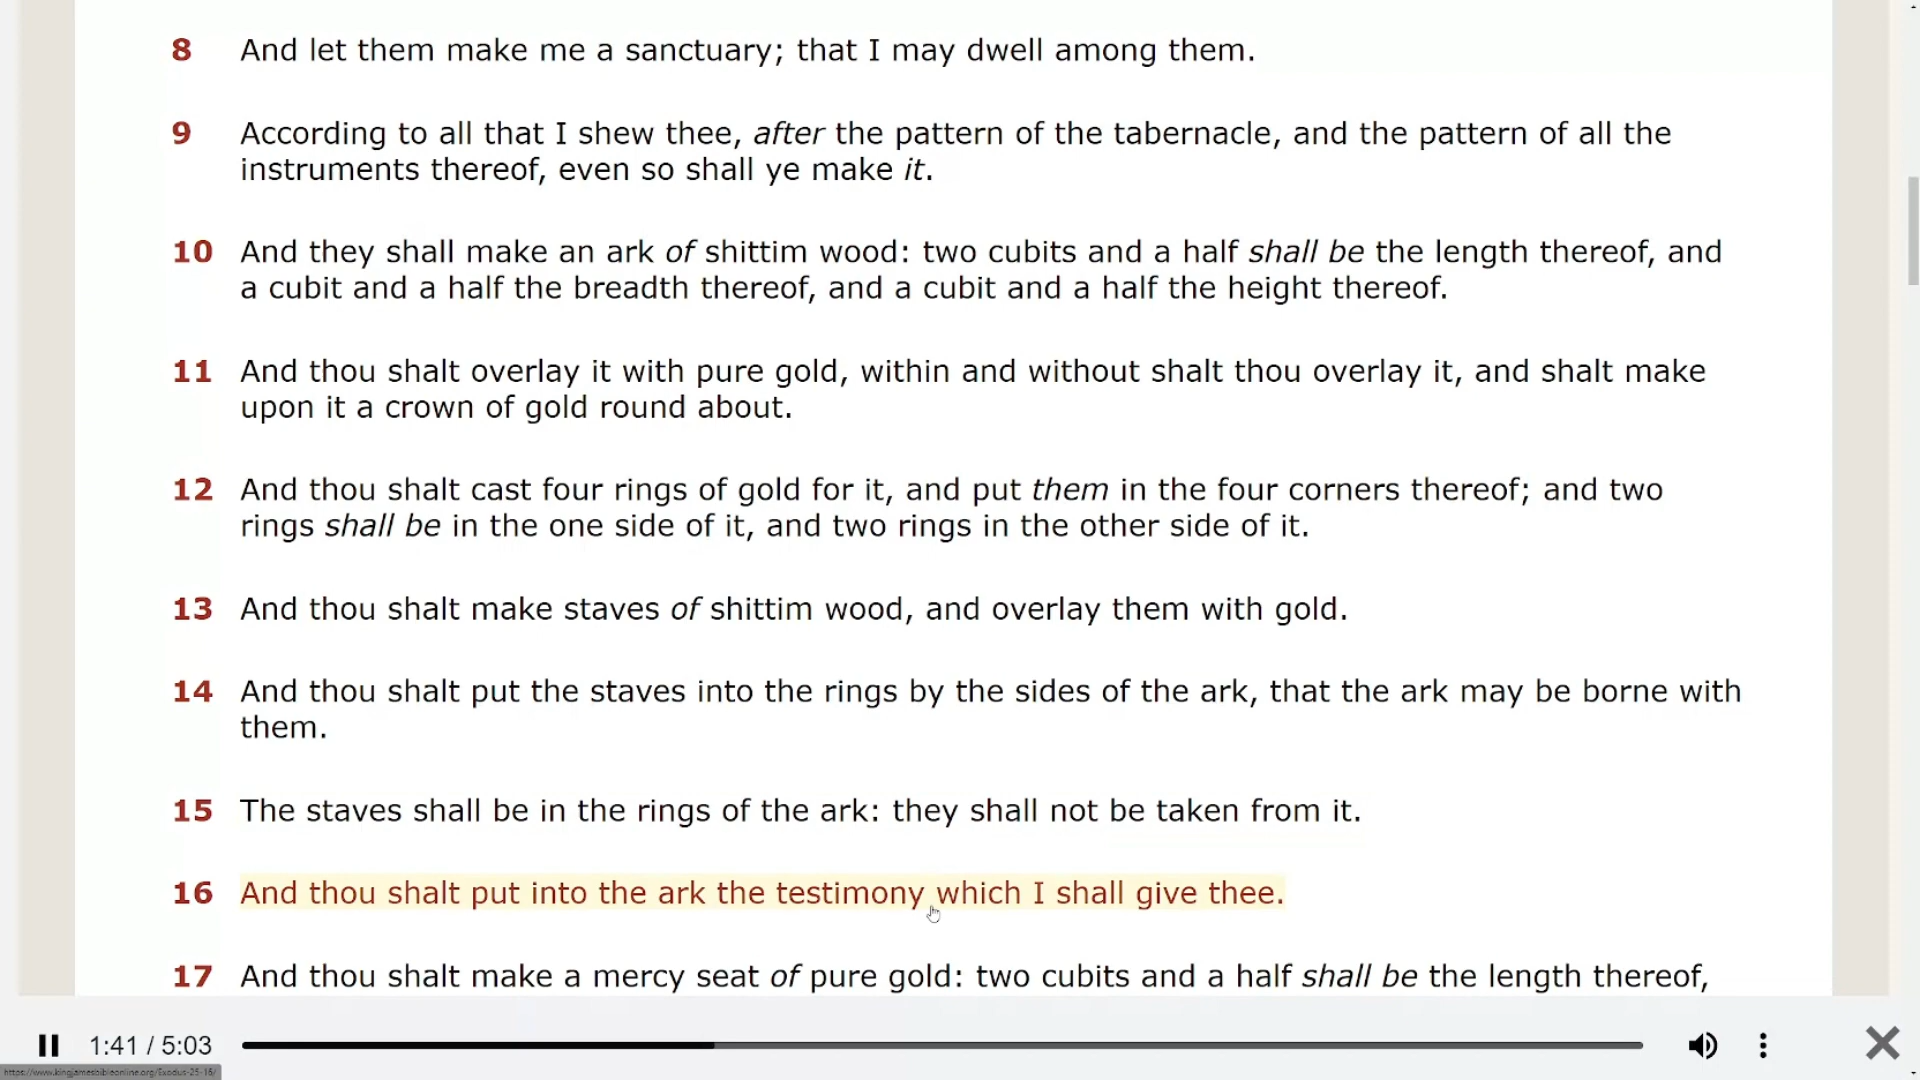 8 And let them make me a sanctuary; that I may dwell among them.
9 According to all that I shew thee, after the pattern of the tabernacle, and the pattern of all the
instruments thereof, even so shall ye make it.
10 And they shall make an ark of shittim wood: two cubits and a half shall be the length thereof, and
a cubit and a half the breadth thereof, and a cubit and a half the height thereof.
11 And thou shalt overlay it with pure gold, within and without shalt thou overlay it, and shalt make
upon it a crown of gold round about.
12 And thou shalt cast four rings of gold for it, and put them in the four corners thereof; and two
rings shall be in the one side of it, and two rings in the other side of it.
13 And thou shalt make staves of shittim wood, and overlay them with gold.
14 And thou shalt put the staves into the rings by the sides of the ark, that the ark may be borne with
them.
15 The staves shall be in the rings of the ark: they shall not be taken from it.
16 And thou shalt put into the ark the testimony which I shall give thee.
17 And thou shalt make a mercy seat of pure gold: two cubits and a half shall be the length thereof,
1:41 / 5:03
https://www.kingjamesbibleonline.org/Exodus-25-16/